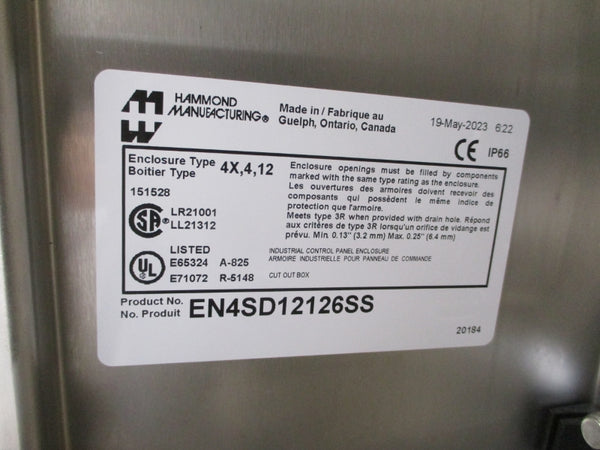 HAMMOND
MANUFACTURING®
Made in / Fabrique au
Guelph, Ontario, Canada
19-May-2023 6:22
CE IP66
Enclosure Type 4X,4,12
Boitier Type
151528
SA LR21001
LL21312
LISTED
UL E65324 A-825
E71072 R-5148
Enclosure openings must be filled by components
marked with the same type rating as the enclosure.
Les ouvertures des armoires doivent recevoir des
composants qui possèdent le même indice de
protection que l'armoire.
Meets type 3R when provided with drain hole. Répond
aux critères de type 3R lorsqu'un orifice de vidange est
prévu. Min. 0.13" (3.2 mm) Max. 0.25" (6.4 mm)
INDUSTRIAL CONTROL PANEL ENCLOSURE
ARMOIRE INDUSTRIELLE POUR PANNEAU DE COMMANDE
CUT OUT BOX
Product No. EN4SD12126SS
No. Produit
20184